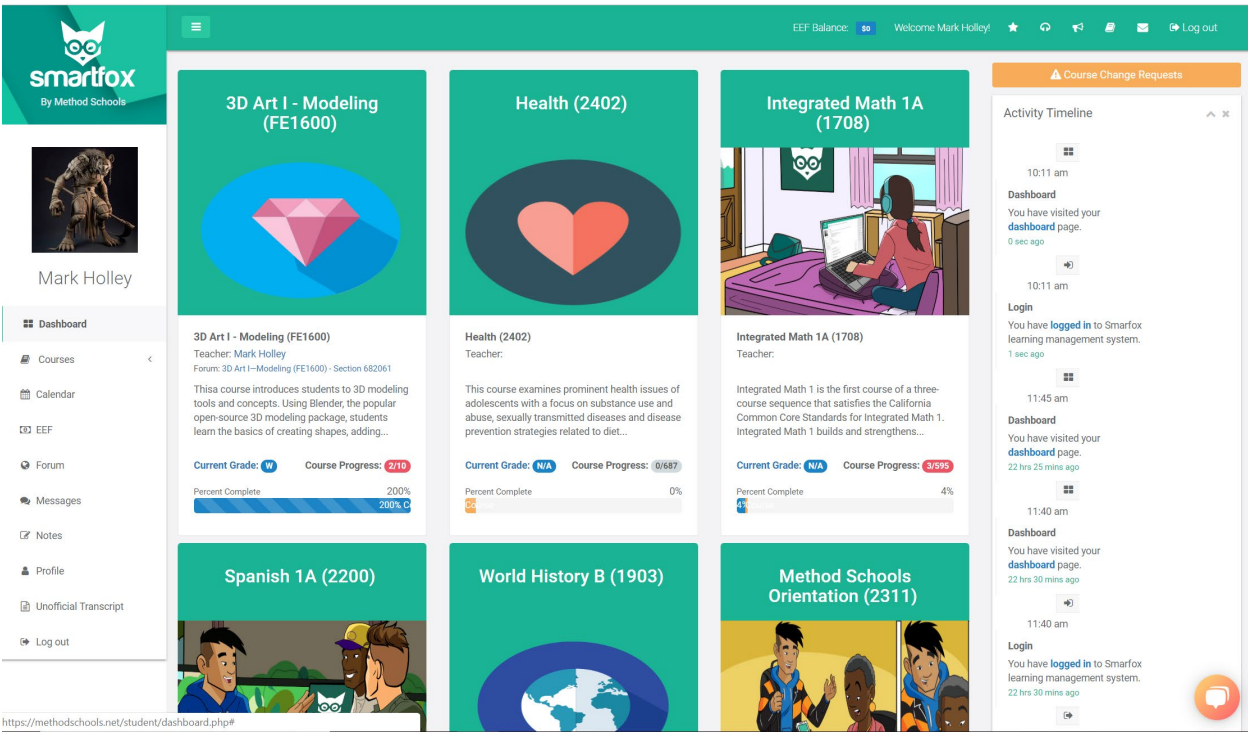 smartfox
By Method Schools
EEF Balance: $0 Welcome Mark Holley! Log out
Mark Holley
Dashboard
Courses
Calendar
EEF
Forum
Messages
Notes
Profile
Unofficial Transcript
Log out
https://methodschools.net/student/dashboard.php#
3D Art I - Modeling
(FE1600)
3D Art I - Modeling (FE1600)
Teacher: Mark Holley
Forum: 3D Art I—Modeling (FE1600) - Section 682061
Thisa course introduces students to 3D modeling
tools and concepts. Using Blender, the popular
open-source 3D modeling package, students
learn the basics of creating shapes, adding...
Current Grade: W Course Progress: 2/10
Percent Complete 200%
200% C
Health (2402)
Health (2402)
Teacher:
This course examines prominent health issues of
adolescents with a focus on substance use and
abuse, sexually transmitted diseases and disease
prevention strategies related to diet...
Current Grade: N/A Course Progress: 0/687
Percent Complete 0%
Integrated Math 1A
(1708)
Integrated Math 1A (1708)
Teacher:
Integrated Math 1 is the first course of a three-
course sequence that satisfies the California
Common Core Standards for Integrated Math 1.
Integrated Math 1 builds and strengthens...
Current Grade: N/A Course Progress: 3/595
Percent Complete 4%
4%
Spanish 1A (2200)
World History B (1903)
Method Schools
Orientation (2311)
Course Change Requests
Activity Timeline
10:11 am
Dashboard
You have visited your
dashboard page.
0 sec ago
10:11 am
Login
You have logged in to Smarfox
learning management system.
1 sec ago
11:45 am
Dashboard
You have visited your
dashboard page.
22 hrs 25 mins ago
11:40 am
Dashboard
You have visited your
dashboard page.
22 hrs 30 mins ago
11:40 am
Login
You have logged in to Smarfox
learning management system.
22 hrs 30 mins ago